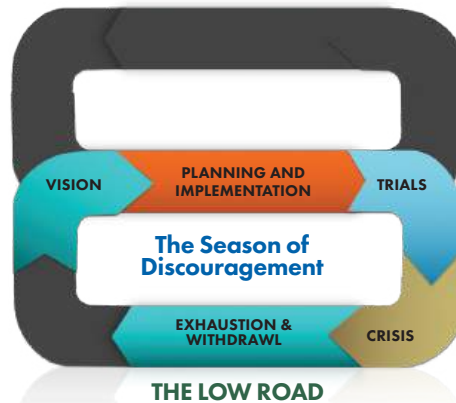 VISION
PLANNING AND
IMPLEMENTATION
TRIALS
The Season of
Discouragement
EXHAUSTION &
WITHDRAWL
CRISIS
THE LOW ROAD